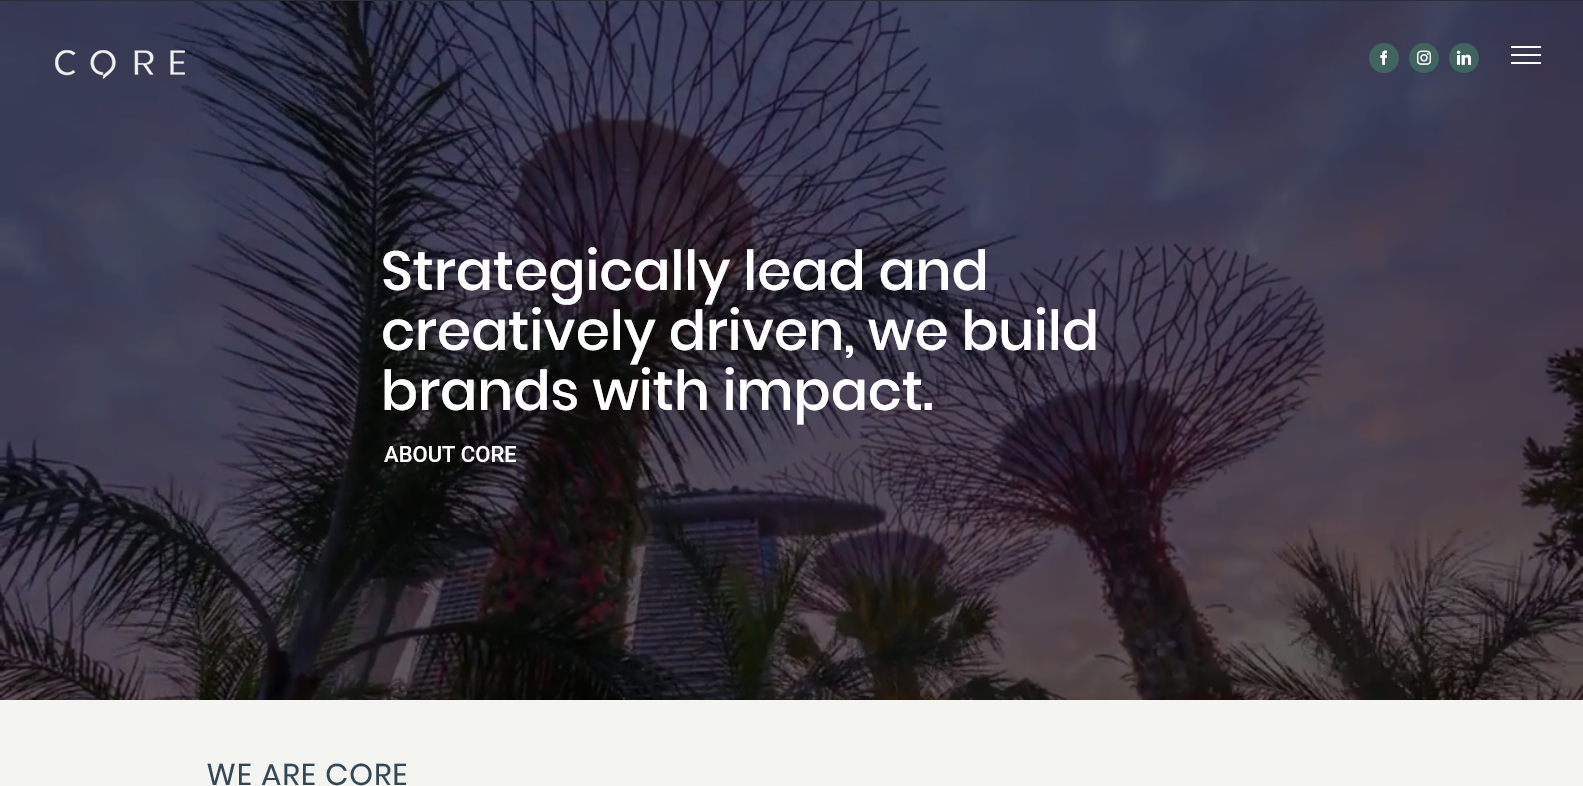 CORE
Strategically lead and
creatively driven, we build
brands with impact.
ABOUT CORE
WE ARE CORE